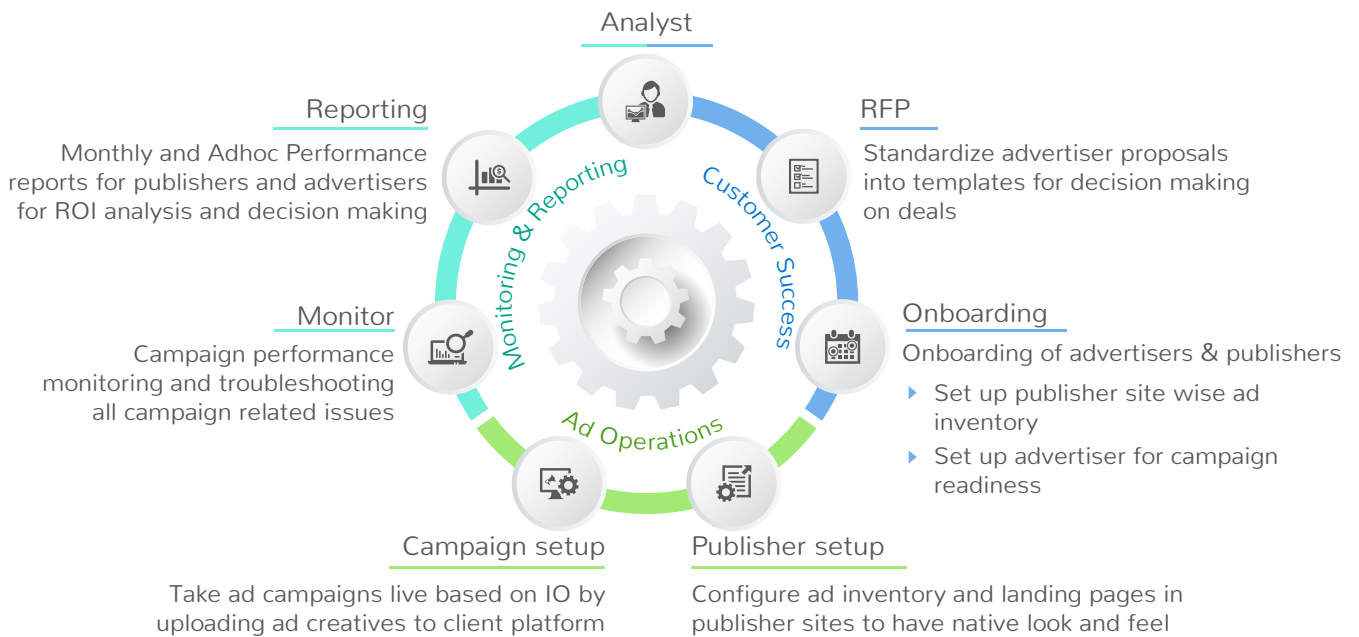 Analyst
RFP
Standardize advertiser proposals
into templates for decision making
on deals
Onboarding
Onboarding of advertisers & publishers
Set up publisher site wise ad
inventory
Set up advertiser for campaign
readiness
Publisher setup
Configure ad inventory and landing pages in
publisher sites to have native look and feel
Campaign setup
Take ad campaigns live based on IO by
uploading ad creatives to client platform
Monitor
Campaign performance
monitoring and troubleshooting
all campaign related issues
Reporting
Monthly and Adhoc Performance
reports for publishers and advertisers
for ROI analysis and decision making
Customer Success
Ad Operations
Monitoring & Reporting